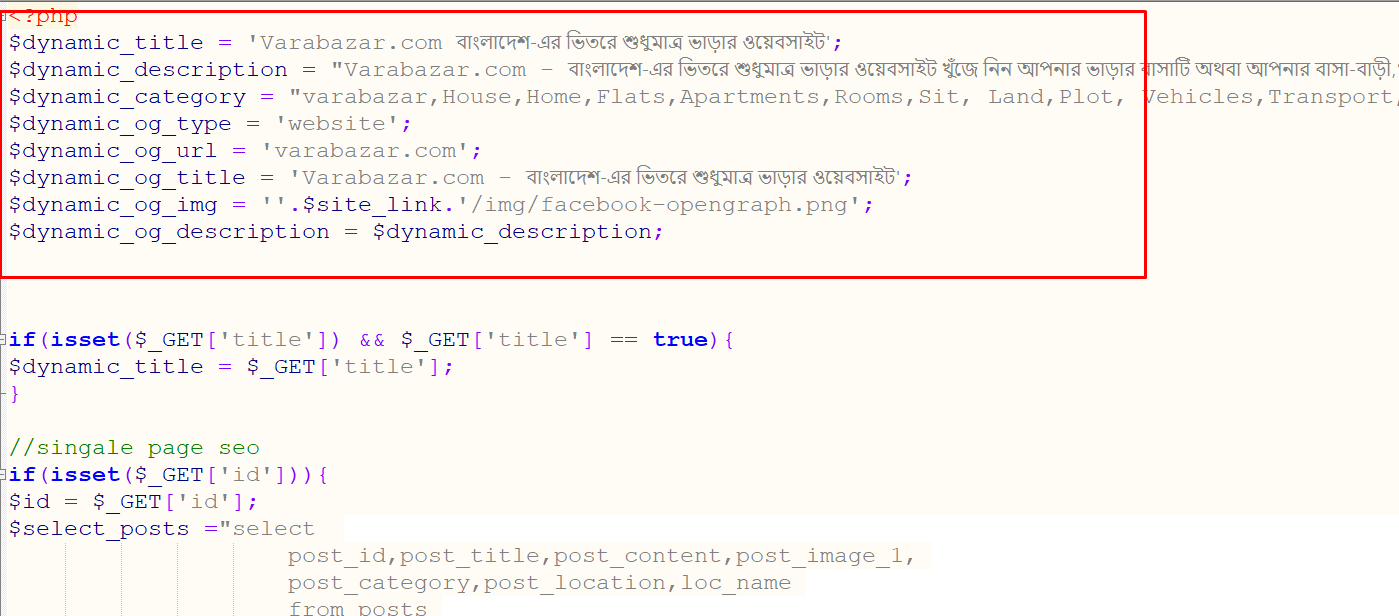 <?php
$dynamic_title = 'Varabazar.com বাংলাদেশ-এর ভিতরে শুধুমাত্র ভাড়ার ওয়েবসাইট';
$dynamic_description = "Varabazar.com - বাংলাদেশ-এর ভিতরে শুধুমাত্র ভাড়ার ওয়েবসাইট খুঁজে নিন আপনার ভাড়ার বাসাটি অথবা আপনার বাসা-বাড়ী,
$dynamic_category = "varabazar,House,Home,Flats,Apartments,Rooms,Sit, Land,Plot, Vehicles,Transport,
$dynamic_og_type = 'website';
$dynamic_og_url = 'varabazar.com';
$dynamic_og_title = 'Varabazar.com - বাংলাদেশ-এর ভিতরে শুধুমাত্র ভাড়ার ওয়েবসাইট';
$dynamic_og_img = ''.$site_link.'/img/facebook-opengraph.png';
$dynamic_og_description = $dynamic_description;
if(isset($_GET['title']) && $_GET['title'] == true){
$dynamic_title = $_GET['title'];
}
//singale page seo
if(isset($_GET['id'])){
$id = $_GET['id'];
$select_posts ="select
post_id,post_title,post_content,post_image_1,
post_category,post_location,loc_name
from posts